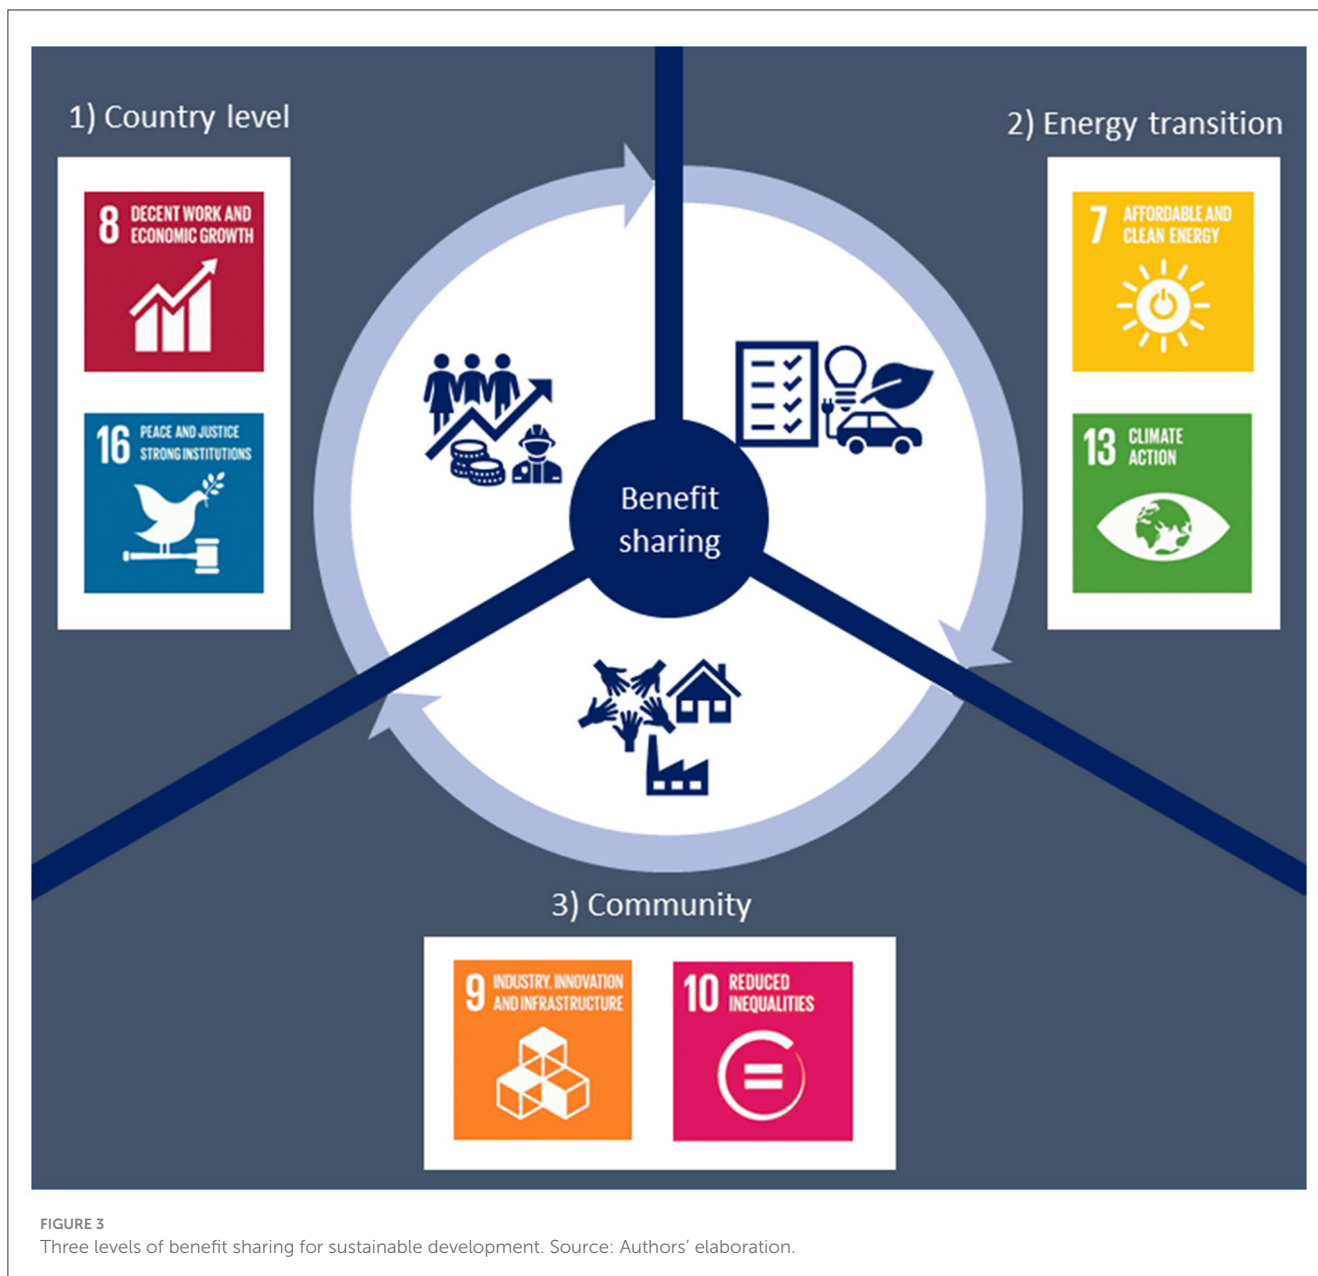 1) Country level
8 DECENT WORK AND
ECONOMIC GROWTH
16 PEACE AND JUSTICE
STRONG INSTITUTIONS
2) Energy transition
7 AFFORDABLE AND
CLEAN ENERGY
13 CLIMATE
ACTION
Benefit
sharing
3) Community
9 INDUSTRY, INNOVATION
AND INFRASTRUCTURE
10 REDUCED
INEQUALITIES
FIGURE 3
Three levels of benefit sharing for sustainable development. Source: Authors' elaboration.